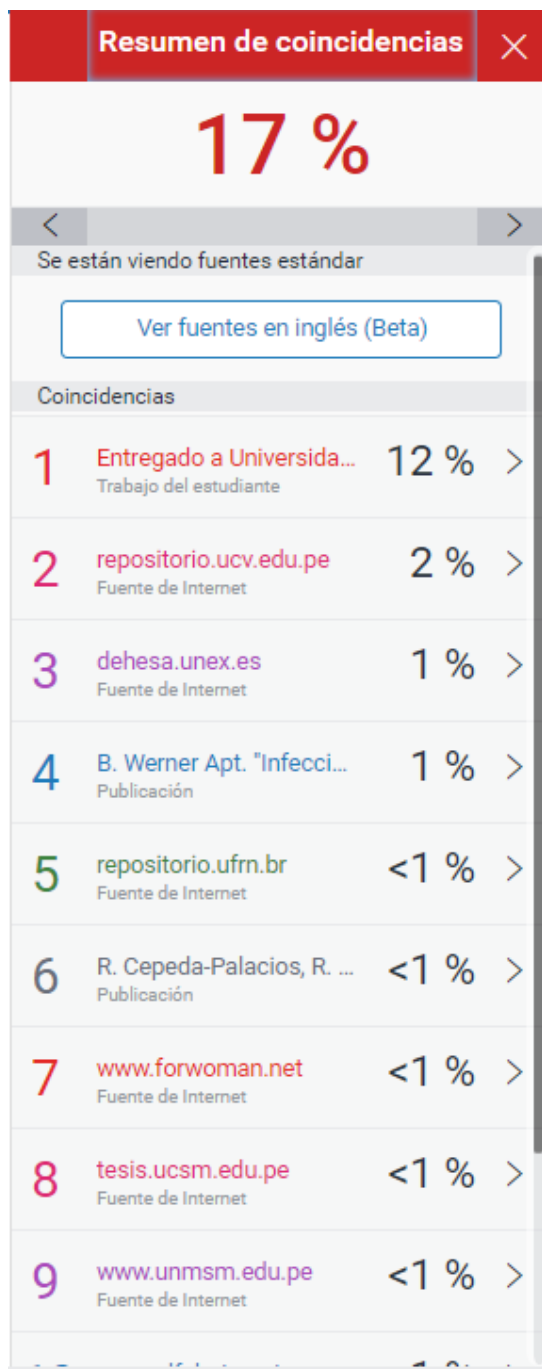 Resumen de coincidencias
17 %
Se están viendo fuentes estándar
Ver fuentes en inglés (Beta)
Coincidencias
1 Entregado a Universida... 12 %
Trabajo del estudiante
2 repositorio.ucv.edu.pe 2 %
Fuente de Internet
3 dehesa.unex.es 1 %
Fuente de Internet
4 B. Werner Apt. "Infecci... 1 %
Publicación
5 repositorio.ufrn.br <1 %
Fuente de Internet
6 R. Cepeda-Palacios, R. ... <1 %
Publicación
7 www.forwoman.net <1 %
Fuente de Internet
8 tesis.ucsm.edu.pe <1 %
Fuente de Internet
9 www.unmsm.edu.pe <1 %
Fuente de Internet